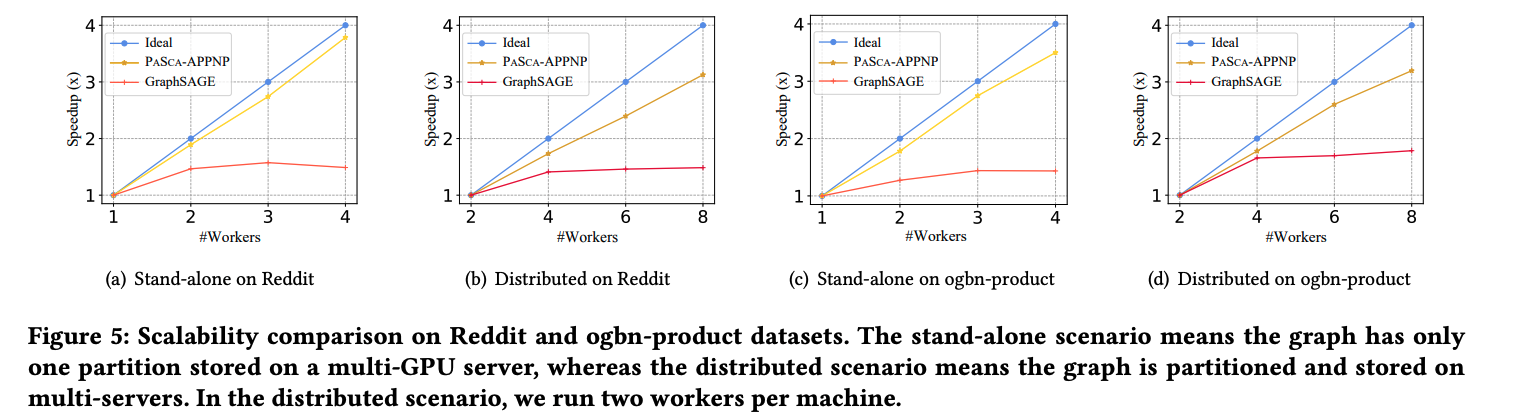 4
3
2
1
Speedup (x)
Ideal
PASCA-APPNP
GraphSAGE
1 2 3 4
#Workers
(a) Stand-alone on Reddit
4
3
2
1
Speedup (x)
Ideal
PASCA-APPNP
GraphSAGE
2 4 6 8
#Workers
(b) Distributed on Reddit
4
3
2
1
Speedup (x)
Ideal
PASCA-APPNP
GraphSAGE
1 2 3 4
#Workers
(c) Stand-alone on ogbn-product
4
3
2
1
Speedup (x)
Ideal
PASCA-APPNP
GraphSAGE
2 4 6 8
#Workers
(d) Distributed on ogbn-product
Figure 5: Scalability comparison on Reddit and ogbn-product datasets. The stand-alone scenario means the graph has only
one partition stored on a multi-GPU server, whereas the distributed scenario means the graph is partitioned and stored on
multi-servers. In the distributed scenario, we run two workers per machine.